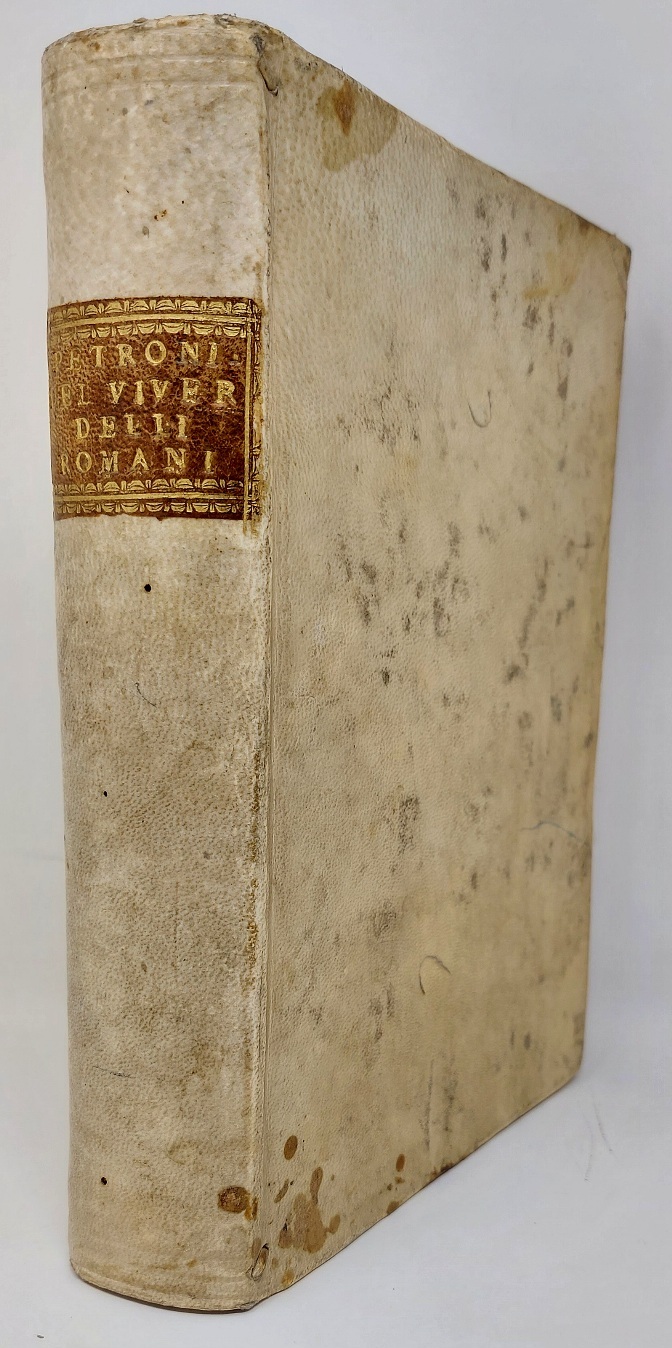 PETRONI.
DEL VIVER
DELLI
ROMANI